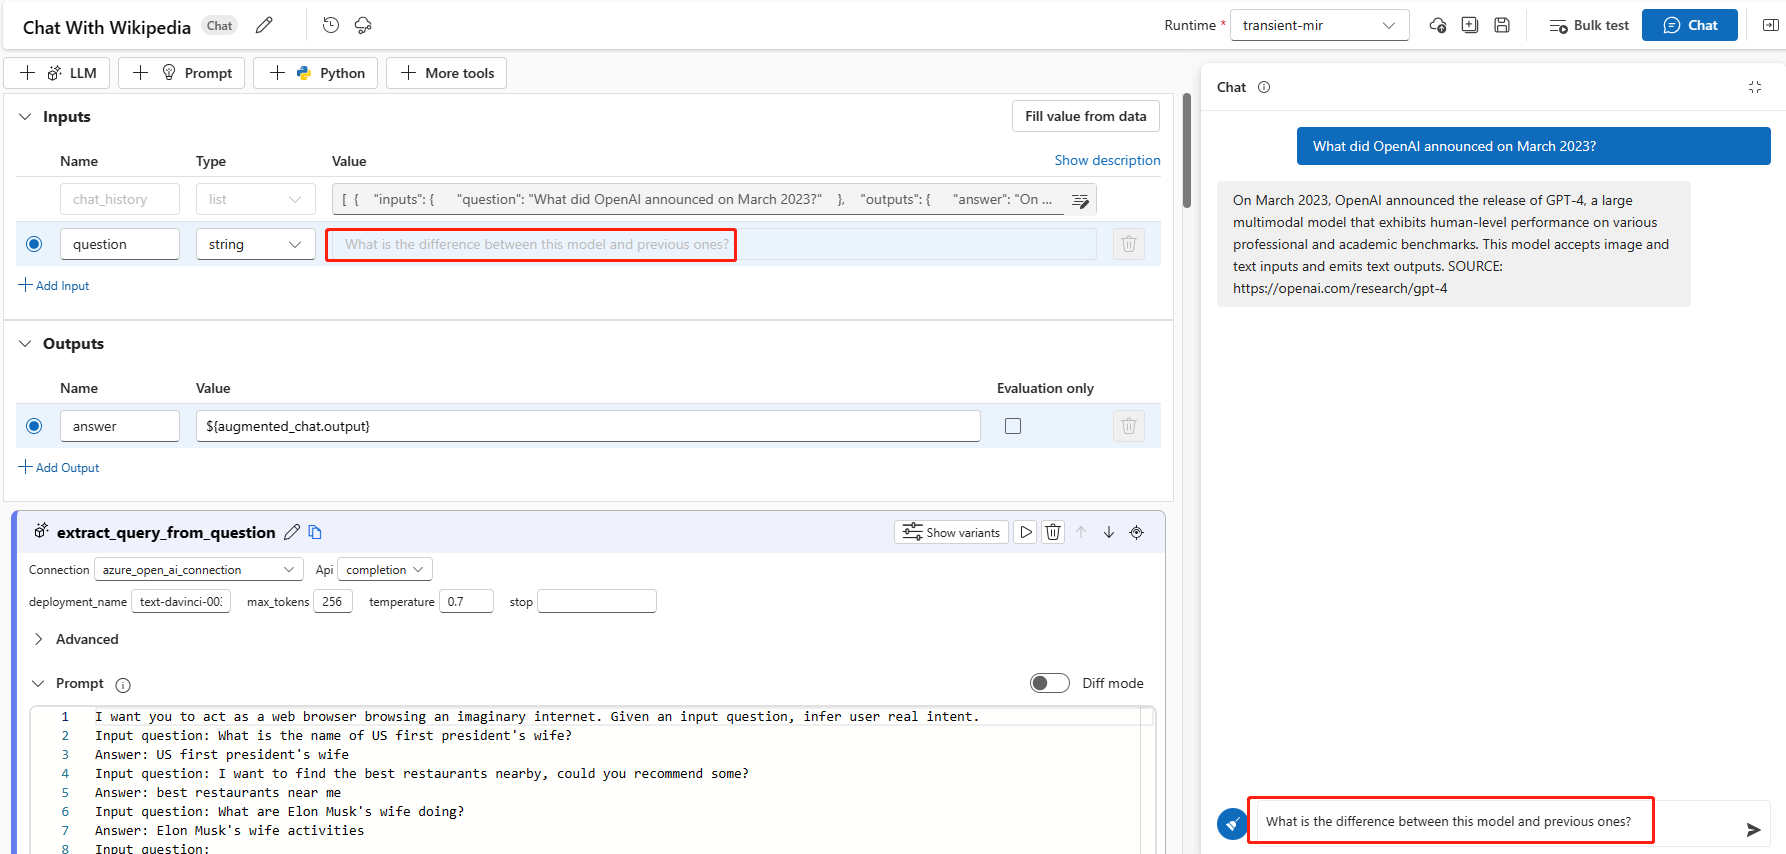 Chat With Wikipedia Chat
Runtime * transient-mir Bulk test Chat
LLM Prompt Python More tools
Inputs Fill value from data
Name Type Value Show description
chat_history list [ { "inputs": { "question": "What did OpenAI announced on March 2023?" }, "outputs": { "answer": "On ...
question string What is the difference between this model and previous ones?
Add Input
Outputs
Name Value Evaluation only
answer ${augmented_chat.output}
Add Output
extract_query_from_question Show variants
Connection azure_open_ai_connection Api completion
deployment_name text-davinci-00 max_tokens 256 temperature 0.7 stop
Advanced
Prompt Diff mode
1 I want you to act as a web browser browsing an imaginary internet. Given an input question, infer user real intent.
2 Input question: What is the name of US first president's wife?
3 Answer: US first president's wife
4 Input question: I want to find the best restaurants nearby, could you recommend some?
5 Answer: best restaurants near me
6 Input question: What are Elon Musk's wife doing?
7 Answer: Elon Musk's wife activities
8 Input question:
Chat
What did OpenAI announced on March 2023?
On March 2023, OpenAI announced the release of GPT-4, a large
multimodal model that exhibits human-level performance on various
professional and academic benchmarks. This model accepts image and
text inputs and emits text outputs. SOURCE:
https://openai.com/research/gpt-4
What is the difference between this model and previous ones?